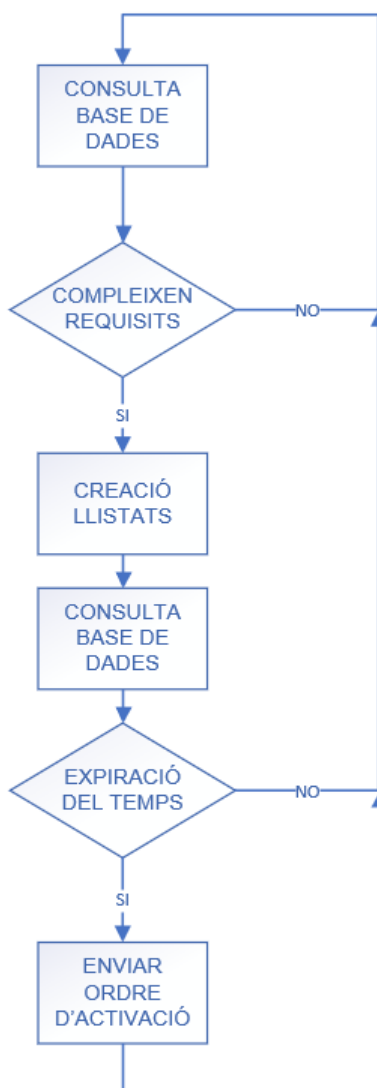 CONSULTA
BASE DE
DADES
COMPLEIXEN
REQUISITS
NO
SI
CREACIÓ
LLISTATS
CONSULTA
BASE DE
DADES
EXPIRACIÓ
DEL TEMPS
NO
SI
ENVIAR
ORDRE
D'ACTIVACIÓ